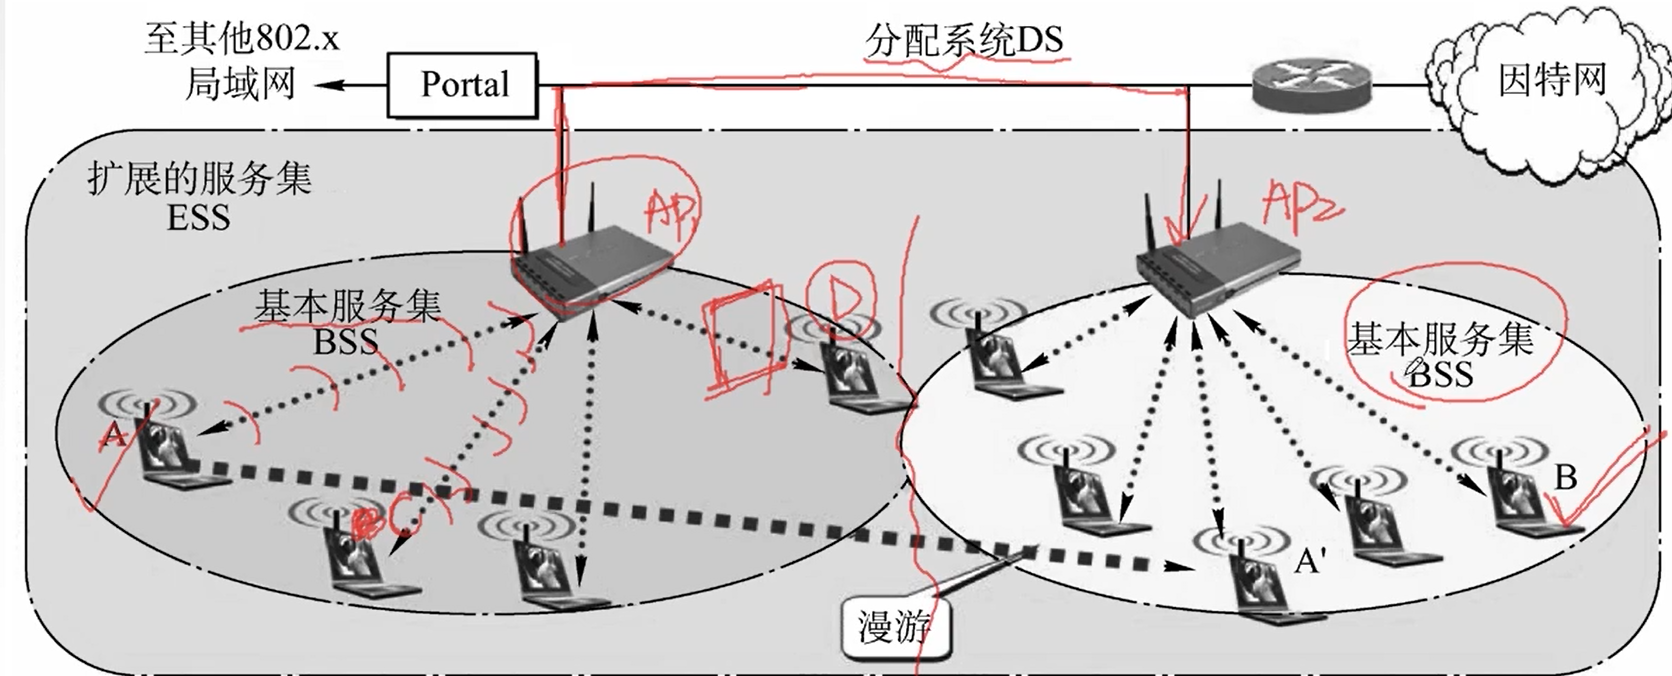 至其他802.x
局域网
Portal
分配系统DS
因特网
扩展的服务集
ESS
AP1
AP2
D
基本服务集
BSS
基本服务集
BSS
A
A
C
B
A'
漫游